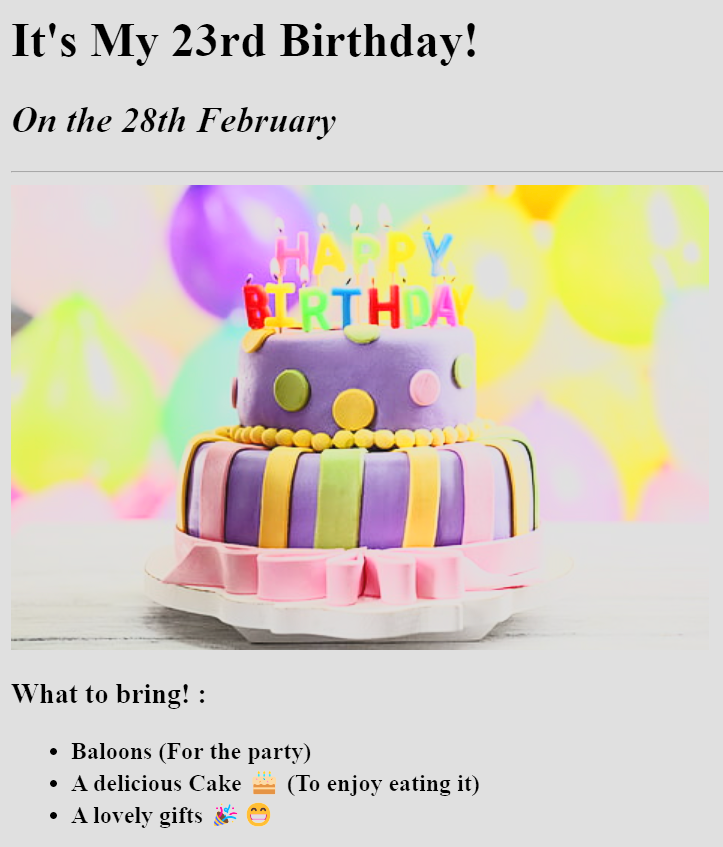 It's My 23rd Birthday!
On the 28th February
HAPPY
BIRTHDAY
What to bring! :
• Baloons (For the party)
• A delicious Cake 🎂 (To enjoy eating it)
• A lovely gifts 🎉 😁